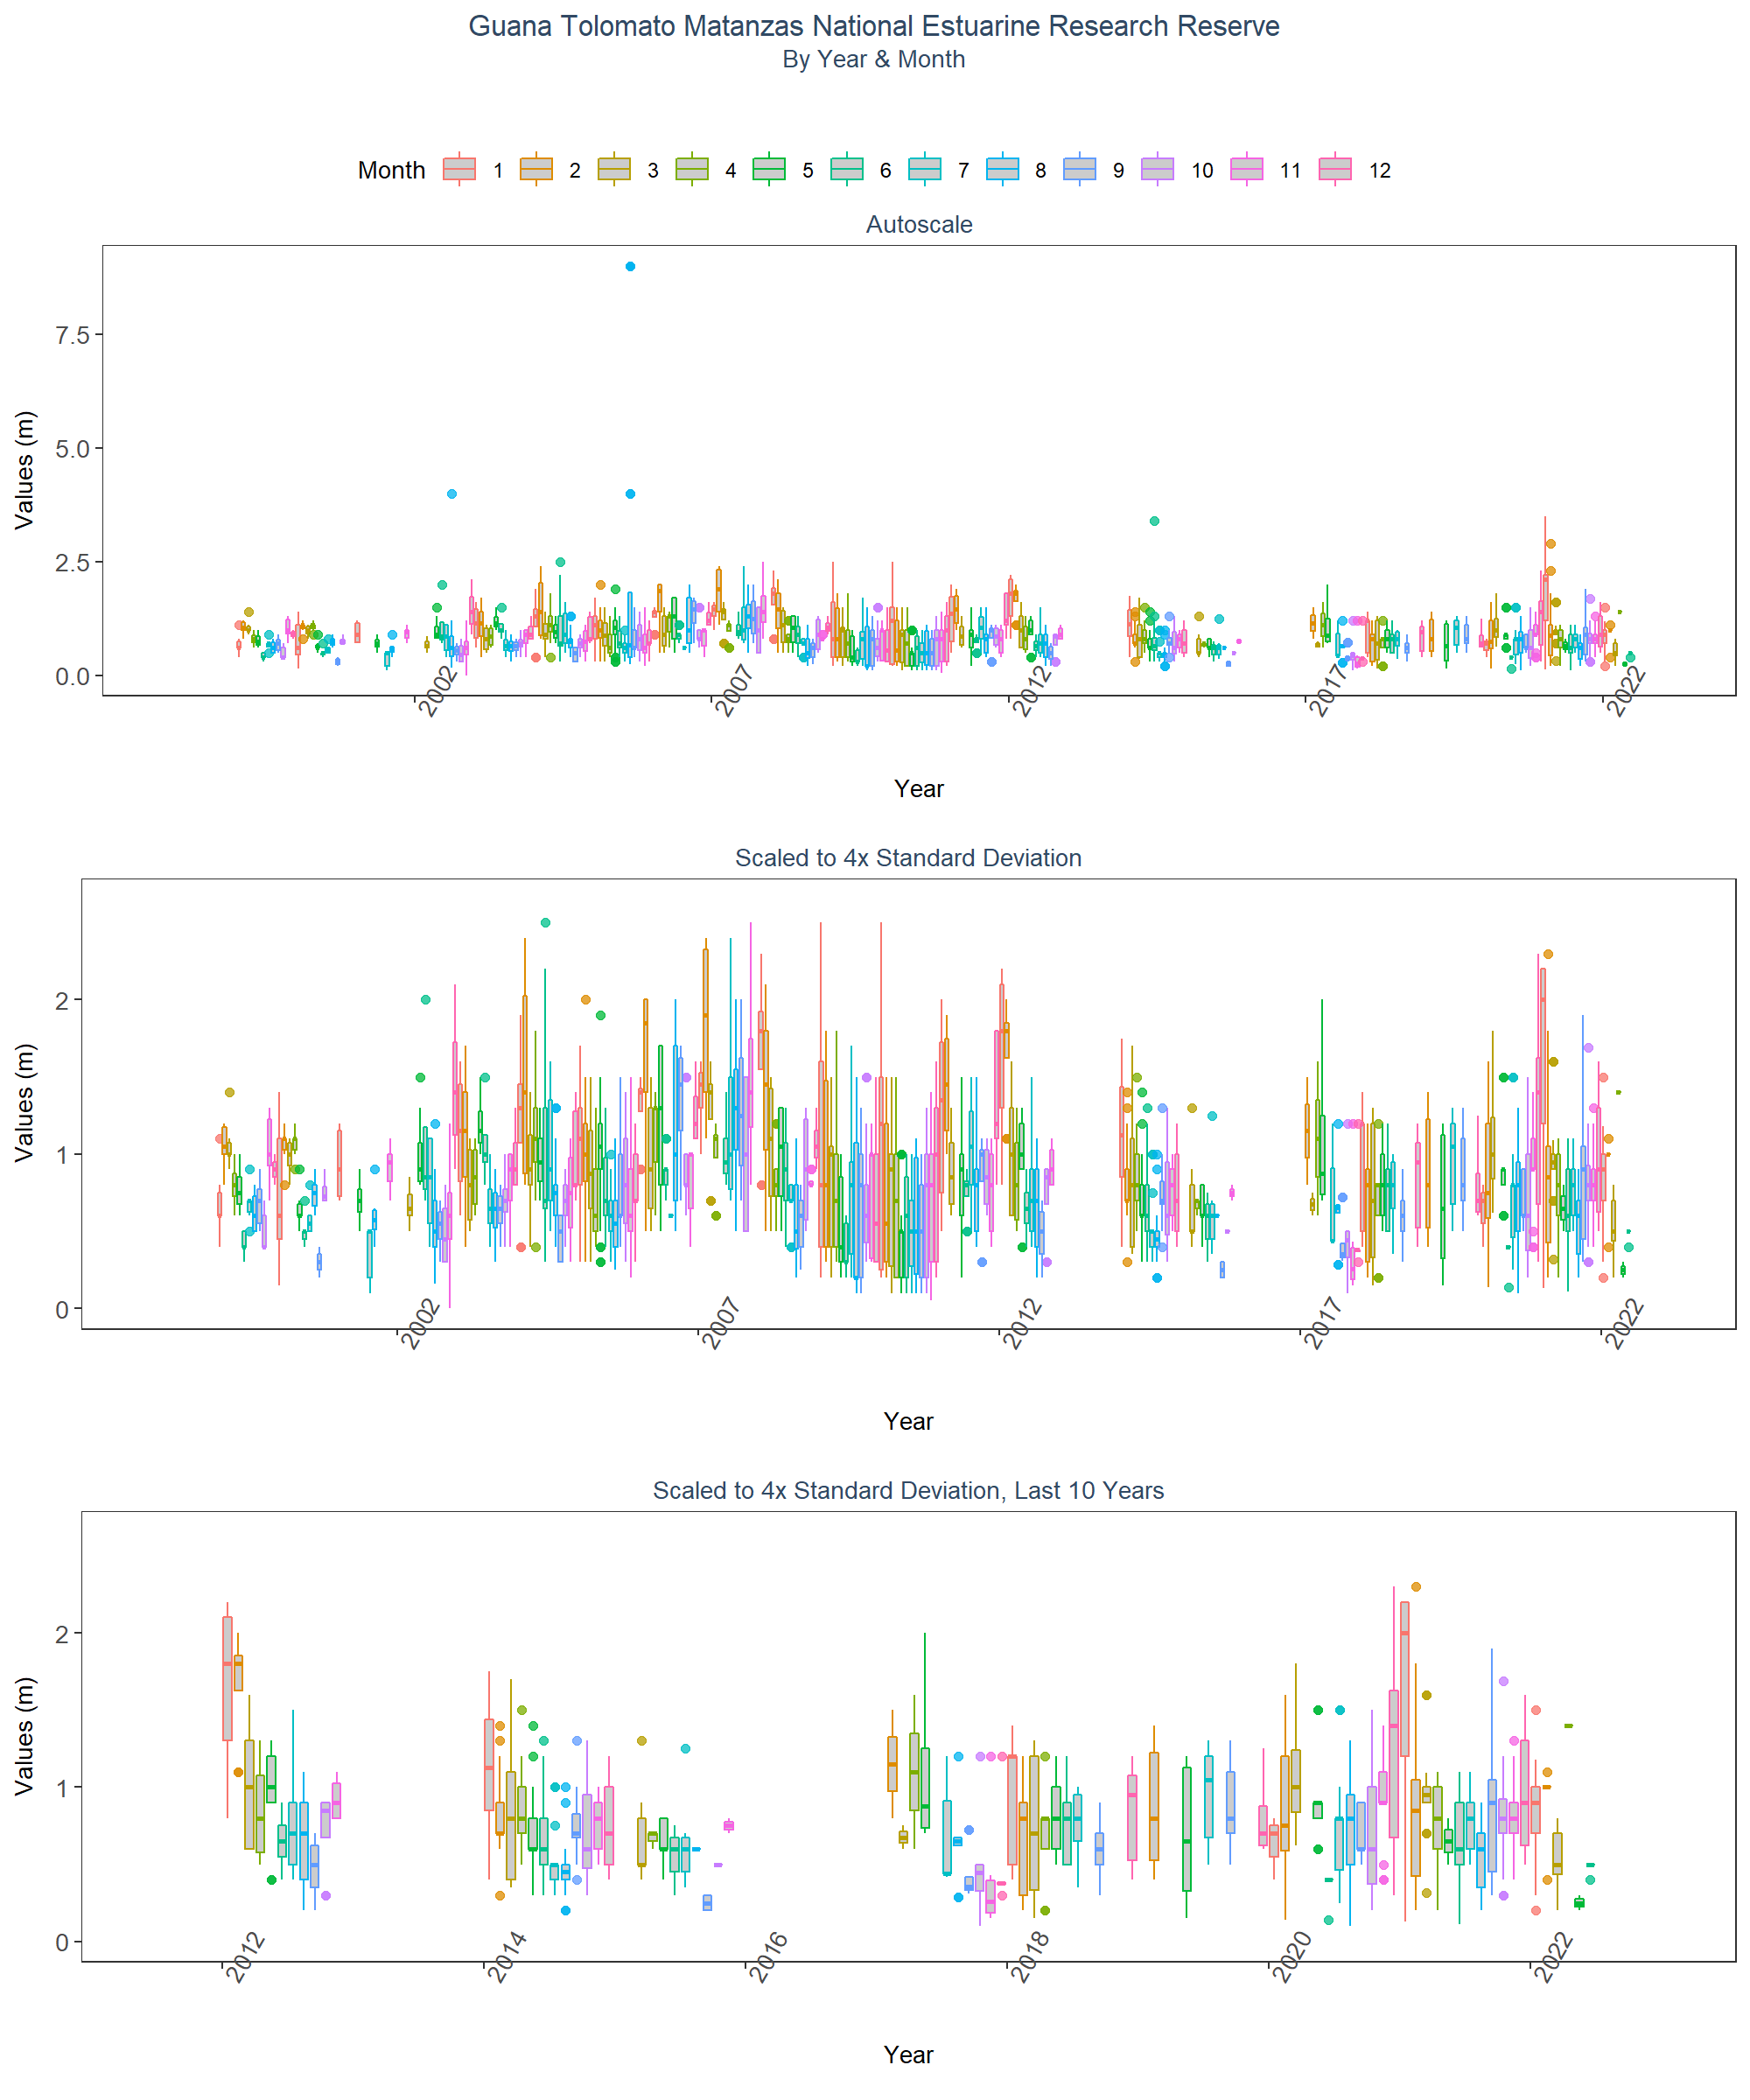 Guana Tolomato Matanzas National Estuarine Research Reserve
By Year & Month
Month 1 2 3 4 5 6 7 8 9 10 11 12
Autoscale
Values (m)
7.5
5.0
2.5
0.0
2002 2007 2012 2017 2022
Year
Scaled to 4x Standard Deviation
Values (m)
2
1
0
2002 2007 2012 2017 2022
Year
Scaled to 4x Standard Deviation, Last 10 Years
Values (m)
2
1
0
2012 2014 2016 2018 2020 2022
Year